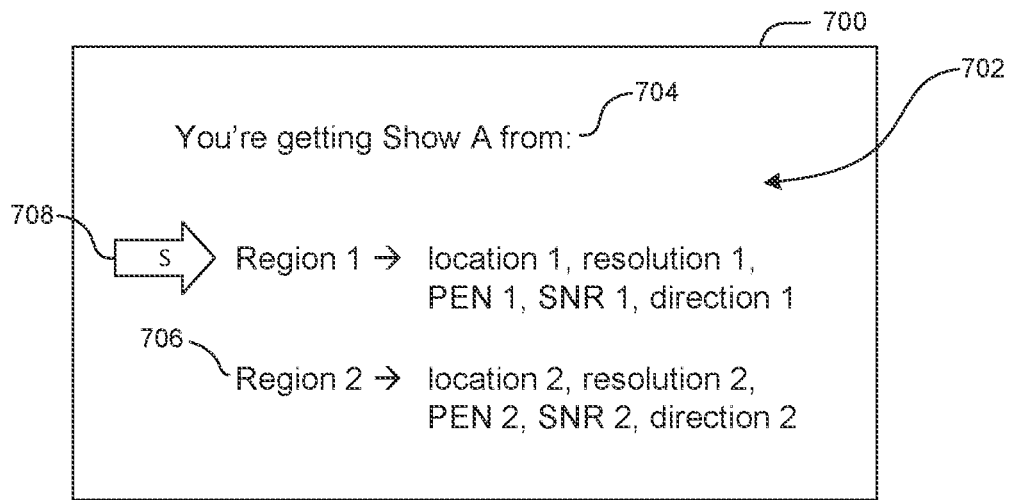 700
702
704
You're getting Show A from:
708
S
Region 1 → location 1, resolution 1,
PEN 1, SNR 1, direction 1
706
Region 2 → location 2, resolution 2,
PEN 2, SNR 2, direction 2